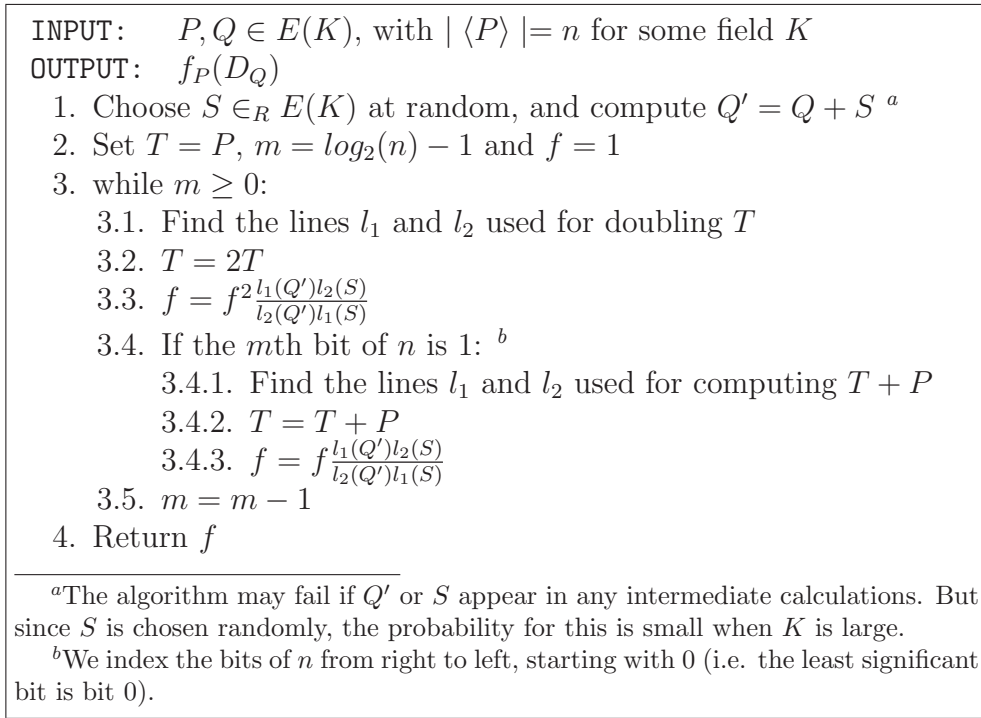 INPUT: P, Q ∈ E(K), with | ⟨P⟩ |= n for some field K
OUTPUT: f_P(D_Q)
1. Choose S ∈_R E(K) at random, and compute Q′ = Q + S ^a
2. Set T = P, m = log_2(n) − 1 and f = 1
3. while m ≥ 0:
3.1. Find the lines l_1 and l_2 used for doubling T
3.2. T = 2T
3.3. f = f^2 \frac{l_1(Q′)l_2(S)}{l_2(Q′)l_1(S)}
3.4. If the mth bit of n is 1: ^b
3.4.1. Find the lines l_1 and l_2 used for computing T + P
3.4.2. T = T + P
3.4.3. f = f \frac{l_1(Q′)l_2(S)}{l_2(Q′)l_1(S)}
3.5. m = m − 1
4. Return f
^a The algorithm may fail if Q′ or S appear in any intermediate calculations. But
since S is chosen randomly, the probability for this is small when K is large.
^b We index the bits of n from right to left, starting with 0 (i.e. the least significant
bit is bit 0).